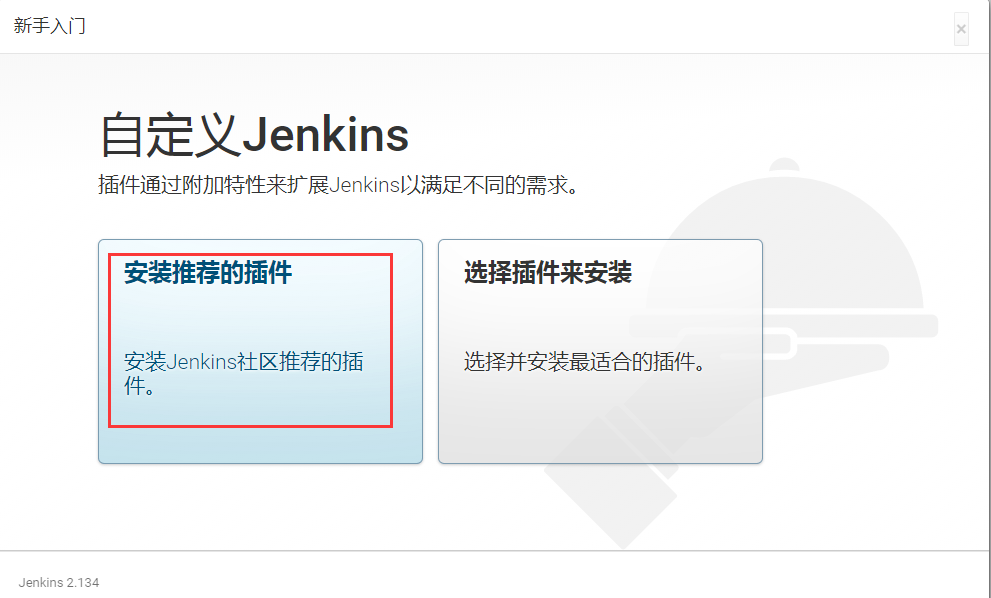 新手入门
×
自定义Jenkins
插件通过附加特性来扩展Jenkins以满足不同的需求。
安装推荐的插件
安装Jenkins社区推荐的插
件。
选择插件来安装
选择并安装最适合的插件。
Jenkins 2.134